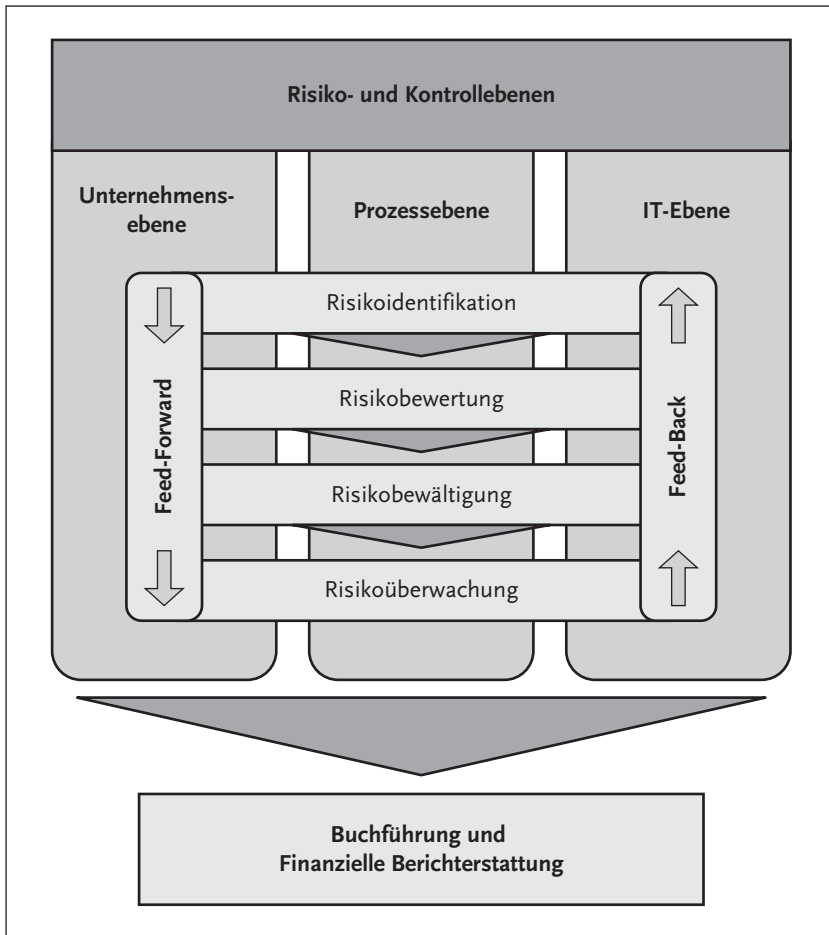 Risiko- und Kontrollebenen
Unternehmens-
ebene
Prozessebene
IT-Ebene
Risikoidentifikation
Risikobewertung
Risikobewältigung
Risikoüberwachung
Feed-Forward
Feed-Back
Buchführung und
Finanzielle Berichterstattung